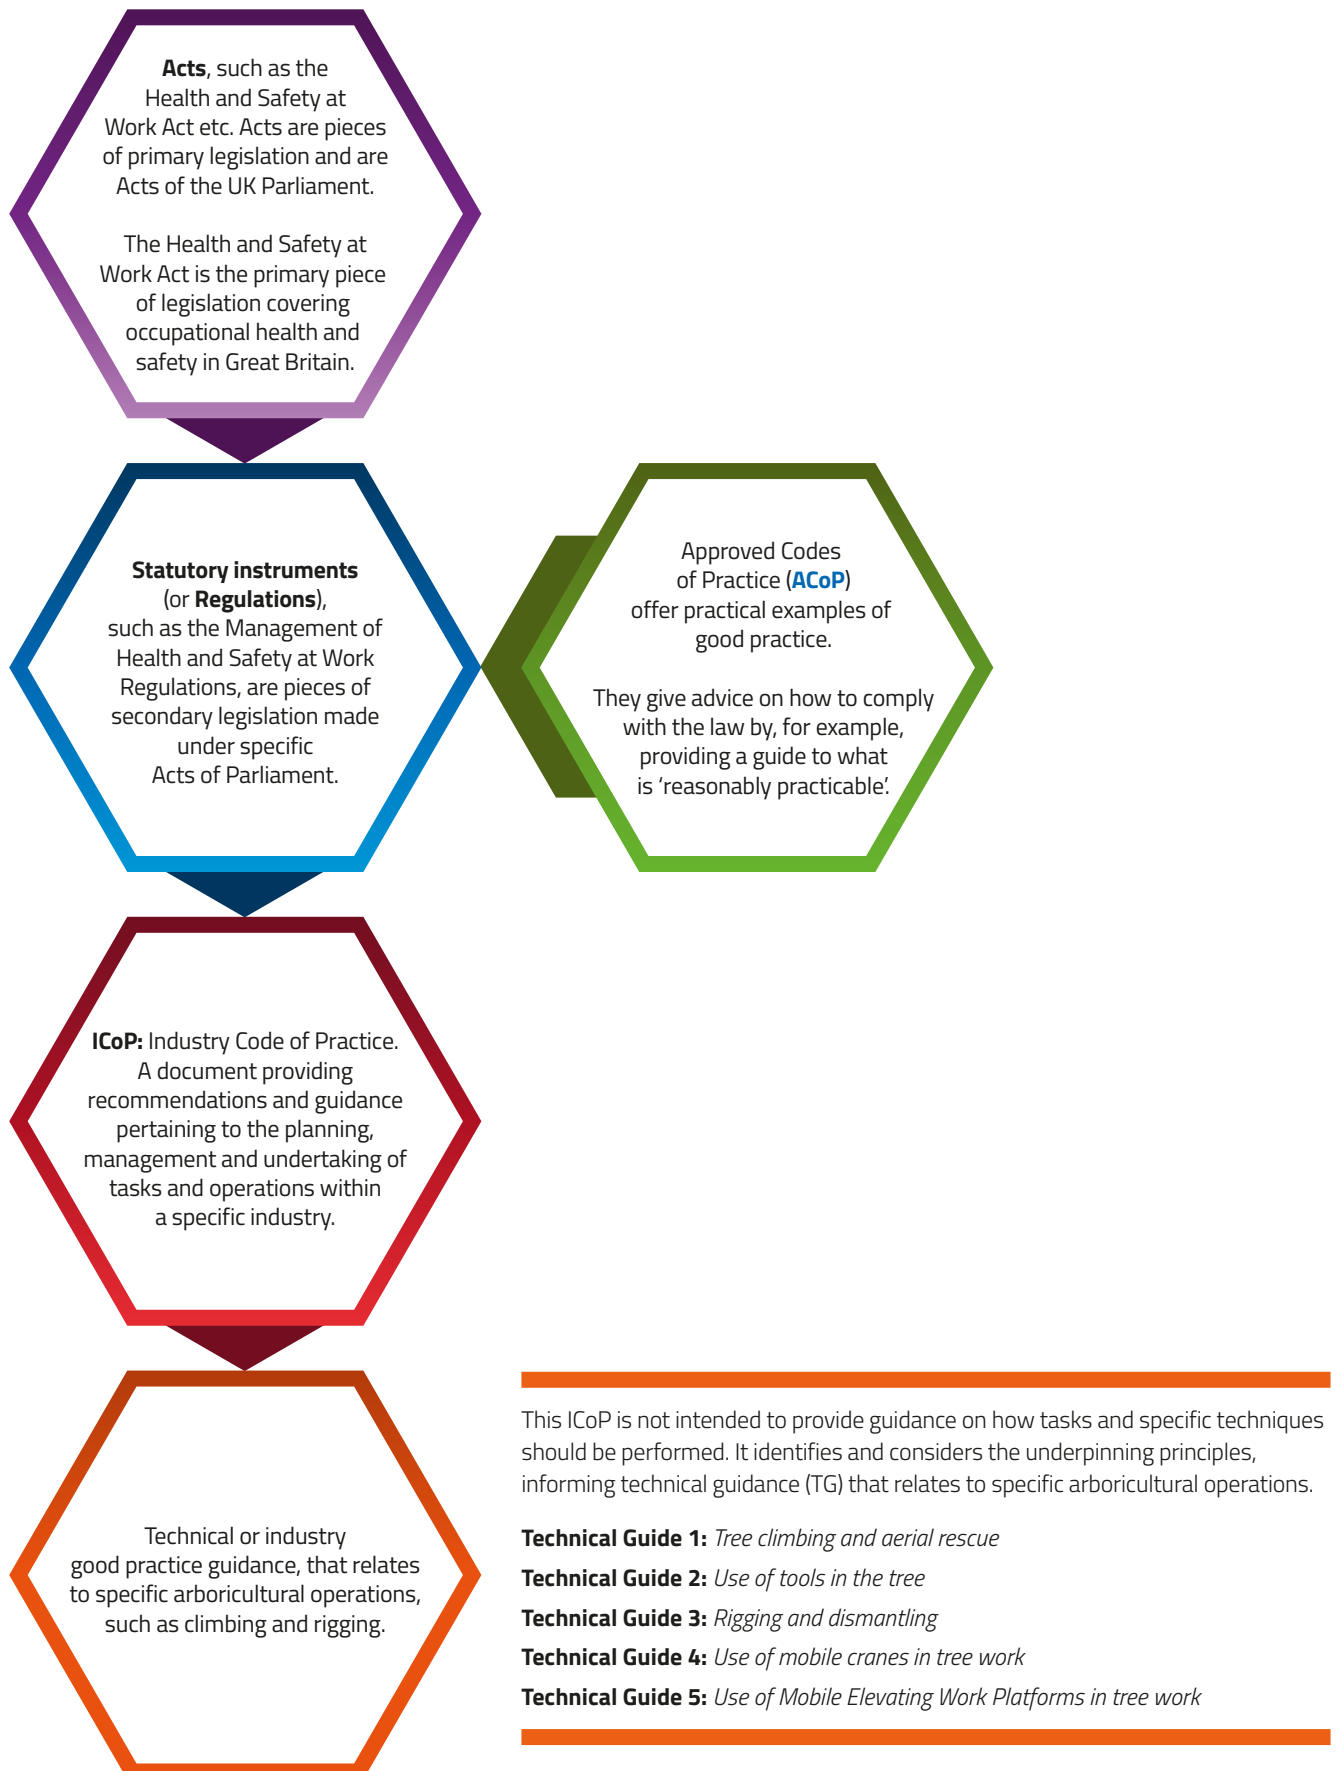 Acts, such as the
Health and Safety at
Work Act etc. Acts are pieces
of primary legislation and are
Acts of the UK Parliament.
The Health and Safety at
Work Act is the primary piece
of legislation covering
occupational health and
safety in Great Britain.
Statutory instruments
(or Regulations),
such as the Management of
Health and Safety at Work
Regulations, are pieces of
secondary legislation made
under specific
Acts of Parliament.
Approved Codes
of Practice (ACoP)
offer practical examples of
good practice.
They give advice on how to comply
with the law by, for example,
providing a guide to what
is ‘reasonably practicable’.
ICoP: Industry Code of Practice.
A document providing
recommendations and guidance
pertaining to the planning,
management and undertaking of
tasks and operations within
a specific industry.
Technical or industry
good practice guidance, that relates
to specific arboricultural operations,
such as climbing and rigging.
This ICoP is not intended to provide guidance on how tasks and specific techniques
should be performed. It identifies and considers the underpinning principles,
informing technical guidance (TG) that relates to specific arboricultural operations.
Technical Guide 1: Tree climbing and aerial rescue
Technical Guide 2: Use of tools in the tree
Technical Guide 3: Rigging and dismantling
Technical Guide 4: Use of mobile cranes in tree work
Technical Guide 5: Use of Mobile Elevating Work Platforms in tree work